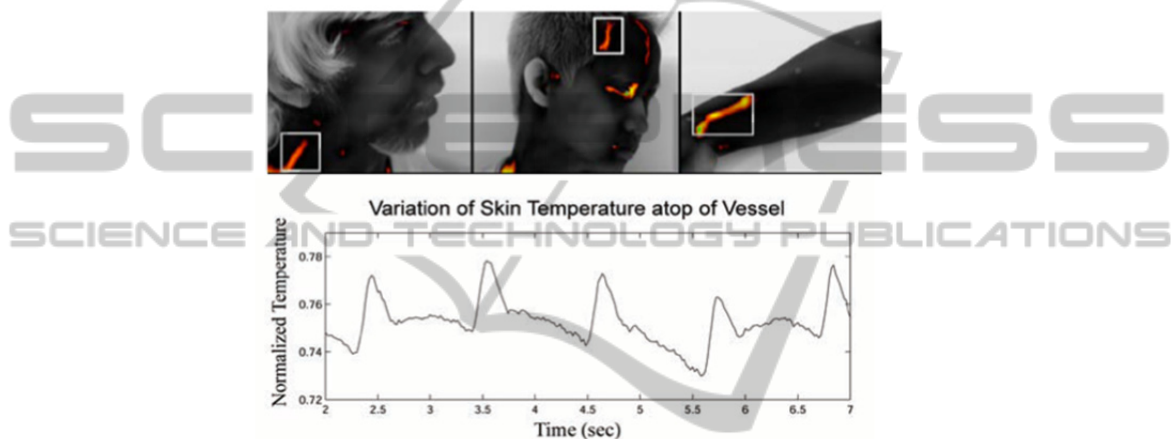 SCITEPRESS
SCIENCE AND TECHNOLOGY PUBLICATIONS
Variation of Skin Temperature atop of Vessel
Normalized Temperature
0.78
0.76
0.74
0.72
2 2.5 3 3.5 4 4.5 5 5.5 6 6.5 7
Time (sec)